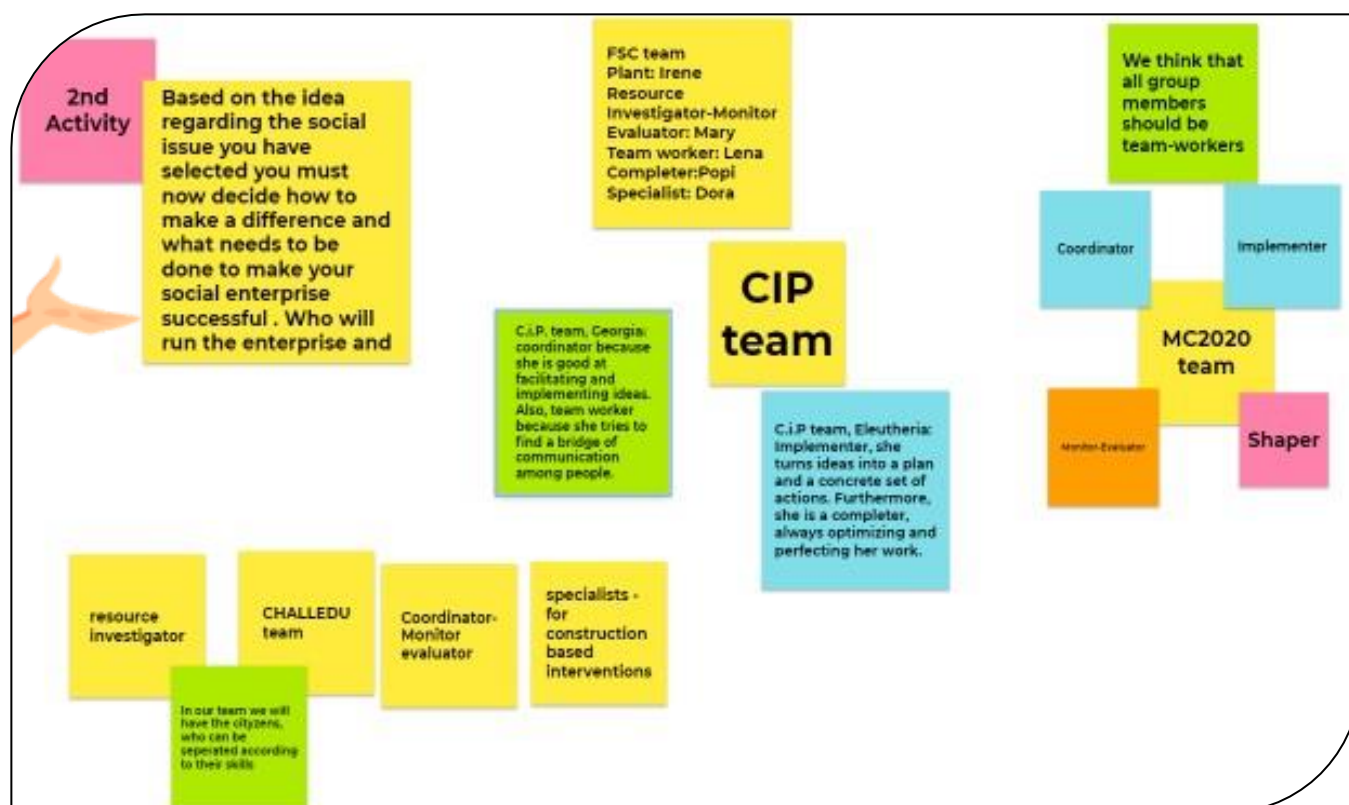 2nd
Activity
Based on the idea
regarding the social
issue you have
selected you must
now decide how to
make a difference and
what needs to be
done to make your
social enterprise
successful . Who will
run the enterprise and
FSC team
Plant: Irene
Resource
Investigator-Monitor
Evaluator: Mary
Team worker: Lena
Completer:Popi
Specialist: Dora
We think that
all group
members
should be
team-workers
Coordinator
Implementer
MC2020
team
Monitor-Evaluator
Shaper
CIP
team
C.i.P. team, Georgia:
coordinator because
she is good at
facilitating and
implementing ideas.
Also, team worker
because she tries to
find a bridge of
communication
among people.
C.i.P team, Eleutheria:
Implementer, she
turns ideas into a plan
and a concrete set of
actions. Furthermore,
she is a completer,
always optimizing and
perfecting her work.
resource
investigator
CHALLEDU
team
Coordinator-
Monitor
evaluator
specialists -
for
construction
based
interventions
In our team we will
have the cityzens,
who can be
seperated according
to their skills